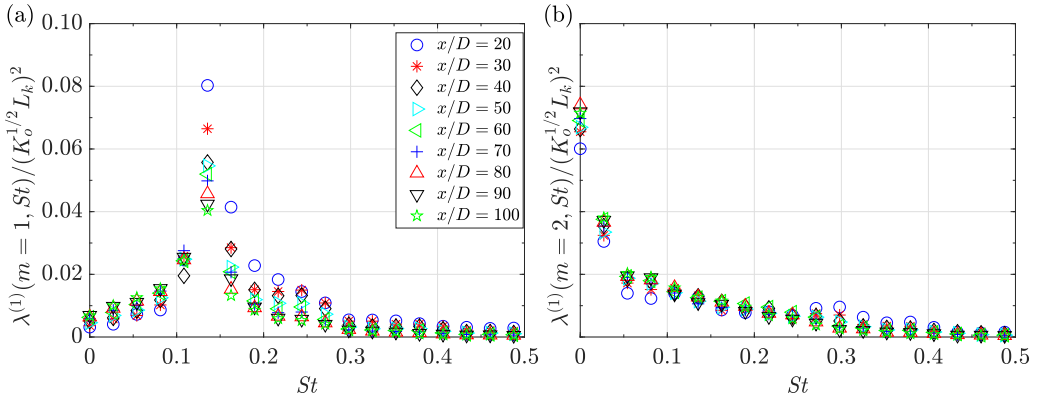 (a)
(b)
0.10
0.08
0.06
0.04
0.02
0
λ^{(1)}(m = 1, St)/(K_o^{1/2} L_k)^2
x/D = 20
x/D = 30
x/D = 40
x/D = 50
x/D = 60
x/D = 70
x/D = 80
x/D = 90
x/D = 100
0 0.1 0.2 0.3 0.4 0.5
St
λ^{(1)}(m = 2, St)/(K_o^{1/2} L_k)^2
0 0.1 0.2 0.3 0.4 0.5
St